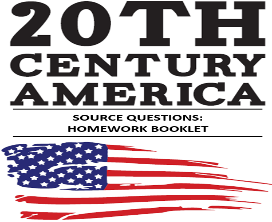 20TH
CENTURY
AMERICA
SOURCE QUESTIONS:
HOMEWORK BOOKLET